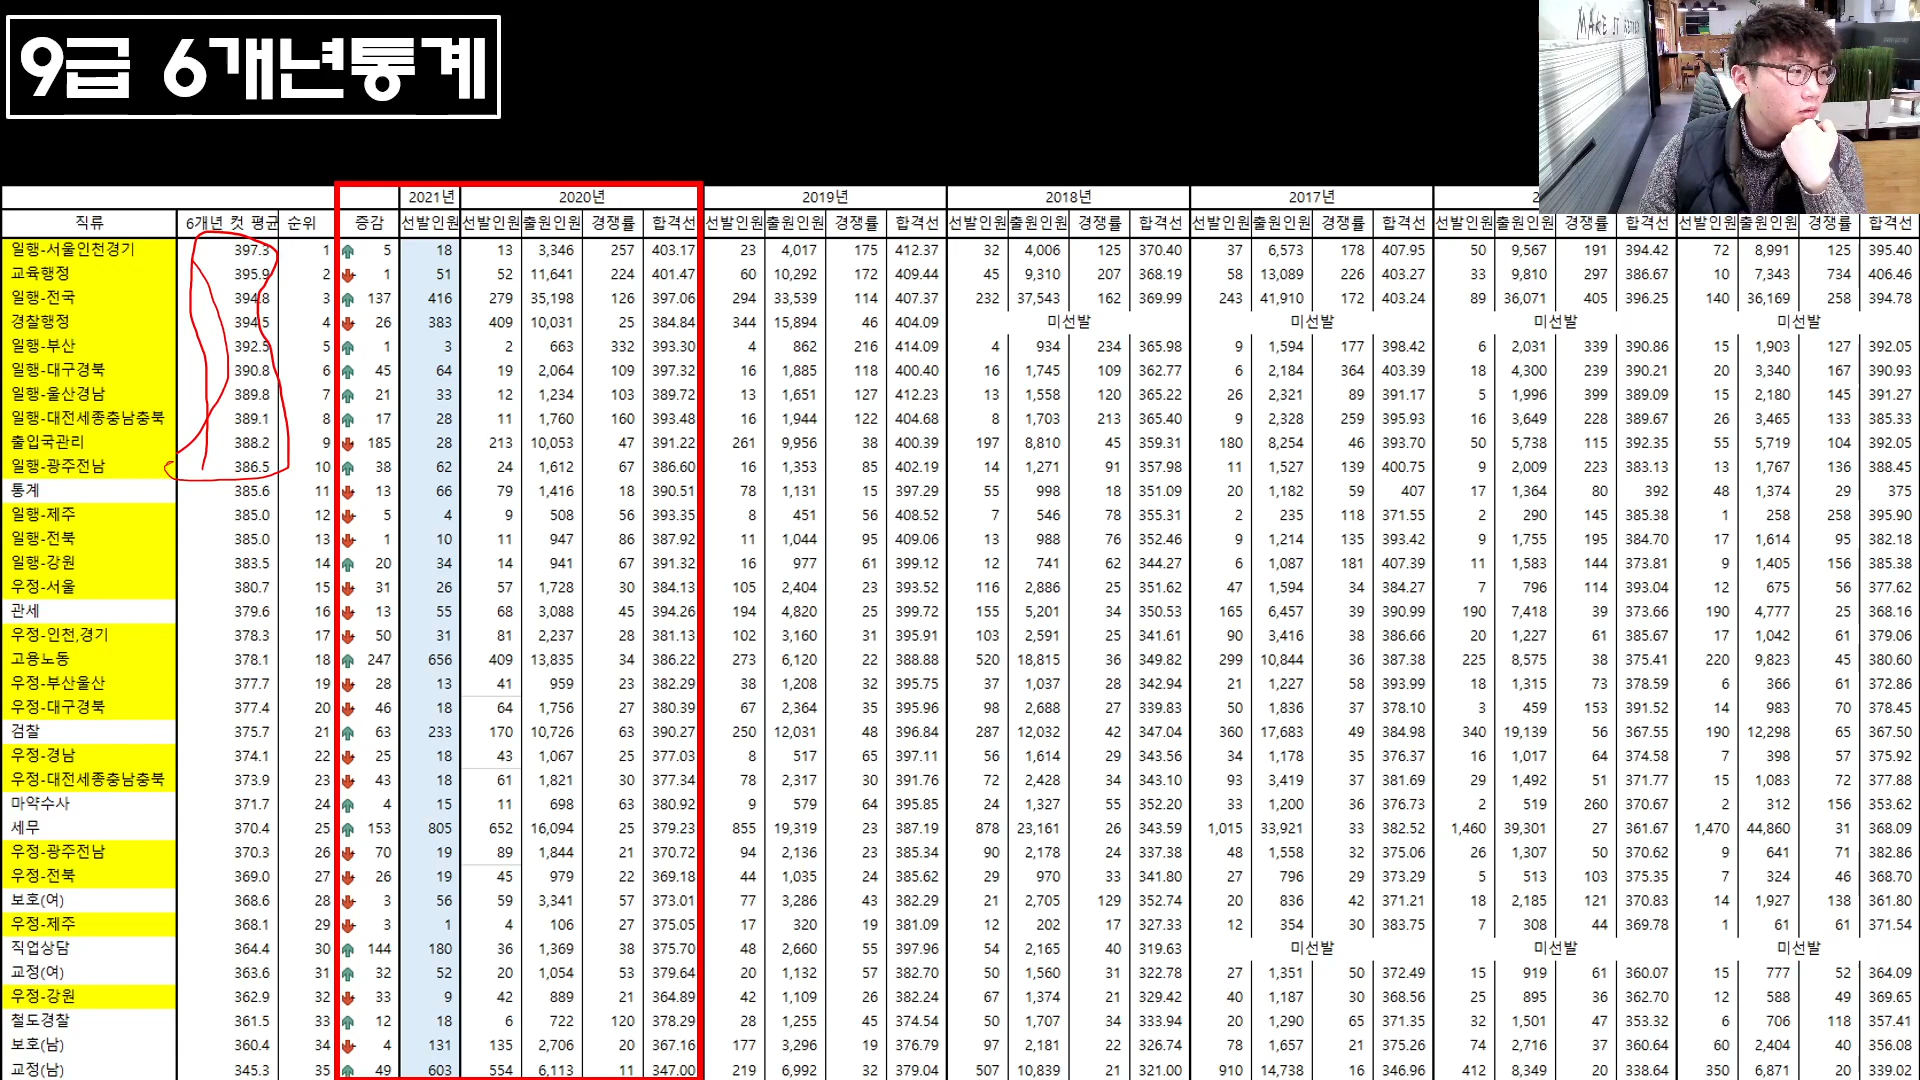 9급 6개년통계
MAKE IT BETTER
2021년 2020년 2019년 2018년 2017년 2
직류 6개년 컷 평균 순위 증감 선발인원 선발인원 출원인원 경쟁률 합격선 선발인원 출원인원 경쟁률 합격선 선발인원 출원인원 경쟁률 합격선 선발인원 출원인원 경쟁률 합격선 선발인원 출원인원 경쟁률 합격선 선발인원 출원인원 경쟁률 합격선
일행-서울인천경기 397.3 1 5 18 13 3,346 257 403.17 23 4,017 175 412.37 32 4,006 125 370.40 37 6,573 178 407.95 50 9,567 191 394.42 72 8,991 125 395.40
교육행정 395.9 2 1 51 52 11,641 224 401.47 60 10,292 172 409.44 45 9,310 207 368.19 58 13,089 226 403.27 33 9,810 297 386.67 10 7,343 734 406.46
일행-전국 394.8 3 137 416 279 35,198 126 397.06 294 33,539 114 407.37 232 37,543 162 369.99 243 41,910 172 403.24 89 36,071 405 396.25 140 36,169 258 394.78
경찰행정 394.5 4 26 383 409 10,031 25 384.84 344 15,894 46 404.09 미선발 미선발 미선발 미선발
일행-부산 392.5 5 1 3 2 663 332 393.30 4 862 216 414.09 4 934 234 365.98 9 1,594 177 398.42 6 2,031 339 390.86 15 1,903 127 392.05
일행-대구경북 390.8 6 45 64 19 2,064 109 397.32 16 1,885 118 400.40 16 1,745 109 362.77 6 2,184 364 403.39 18 4,300 239 390.21 20 3,340 167 390.93
일행-울산경남 389.8 7 21 33 12 1,234 103 389.72 13 1,651 127 412.23 13 1,558 120 365.22 26 2,321 89 391.17 5 1,996 399 389.09 15 2,180 145 391.27
일행-대전세종충남충북 389.1 8 17 28 11 1,760 160 393.48 16 1,944 122 404.68 8 1,703 213 365.40 9 2,328 259 395.93 16 3,649 228 389.67 26 3,465 133 385.33
출입국관리 388.2 9 185 28 213 10,053 47 391.22 261 9,956 38 400.39 197 8,810 45 359.31 180 8,254 46 393.70 50 5,738 115 392.35 55 5,719 104 392.05
일행-광주전남 386.5 10 38 62 24 1,612 67 386.60 16 1,353 85 402.19 14 1,271 91 357.98 11 1,527 139 400.75 9 2,009 223 383.13 13 1,767 136 388.45
통계 385.6 11 13 66 79 1,416 18 390.51 78 1,131 15 397.29 55 998 18 351.09 20 1,182 59 407 17 1,364 80 392 48 1,374 29 375
일행-제주 385.0 12 5 4 9 508 56 393.35 8 451 56 408.52 7 546 78 355.31 2 235 118 371.55 2 290 145 385.38 1 258 258 395.90
일행-전북 385.0 13 1 10 11 947 86 387.92 11 1,044 95 409.06 13 988 76 352.46 9 1,214 135 393.42 9 1,755 195 384.70 17 1,614 95 382.18
일행-강원 383.5 14 20 34 14 941 67 391.32 16 977 61 399.12 12 741 62 344.27 6 1,087 181 407.39 11 1,583 144 373.81 9 1,405 156 385.38
우정-서울 380.7 15 31 26 57 1,728 30 384.13 105 2,404 23 393.52 116 2,886 25 351.62 47 1,594 34 384.27 7 796 114 393.04 12 675 56 377.62
관세 379.6 16 13 55 68 3,088 45 394.26 194 4,820 25 399.72 155 5,201 34 350.53 165 6,457 39 390.99 190 7,418 39 373.66 190 4,777 25 368.16
우정-인천,경기 378.3 17 50 31 81 2,237 28 381.13 102 3,160 31 395.91 103 2,591 25 341.61 90 3,416 38 386.66 20 1,227 61 385.67 17 1,042 61 379.06
고용노동 378.1 18 247 656 409 13,835 34 386.22 273 6,120 22 388.88 520 18,815 36 349.82 299 10,844 36 387.38 225 8,575 38 375.41 220 9,823 45 380.60
우정-부산울산 377.7 19 28 13 41 959 23 382.29 38 1,208 32 395.75 37 1,037 28 342.94 21 1,227 58 393.99 18 1,315 73 378.59 6 366 61 372.86
우정-대구경북 377.4 20 46 18 64 1,756 27 380.39 67 2,364 35 395.96 98 2,688 27 339.83 50 1,836 37 378.10 3 459 153 391.52 14 983 70 378.45
검찰 375.7 21 63 233 170 10,726 63 390.27 250 12,031 48 396.84 287 12,032 42 347.04 360 17,683 49 384.98 340 19,139 56 367.55 190 12,298 65 367.50
우정-경남 374.1 22 25 18 43 1,067 25 377.03 8 517 65 397.11 56 1,614 29 343.56 34 1,178 35 376.37 16 1,017 64 374.58 7 398 57 375.92
우정-대전세종충남충북 373.9 23 43 18 61 1,821 30 377.34 78 2,317 30 391.76 72 2,428 34 343.10 93 3,419 37 381.69 29 1,492 51 371.77 15 1,083 72 377.88
마약수사 371.7 24 4 15 11 698 63 380.92 9 579 64 395.85 24 1,327 55 352.20 33 1,200 36 376.73 2 519 260 370.67 2 312 156 353.62
세무 370.4 25 153 805 652 16,094 25 379.23 855 19,319 23 387.19 878 23,161 26 343.59 1,015 33,921 33 382.52 1,460 39,301 27 361.67 1,470 44,860 31 368.09
우정-광주전남 370.3 26 70 19 89 1,844 21 370.72 94 2,136 23 385.34 90 2,178 24 337.38 48 1,558 32 375.06 26 1,307 50 370.62 9 641 71 382.86
우정-전북 369.0 27 26 19 45 979 22 369.18 44 1,035 24 385.62 29 970 33 341.80 27 796 29 373.29 5 513 103 375.35 7 324 46 368.70
보호(여) 368.6 28 3 56 59 3,341 57 373.01 77 3,286 43 382.29 21 2,705 129 352.74 20 836 42 371.21 18 2,185 121 370.83 14 1,927 138 361.80
우정-제주 368.1 29 3 1 4 106 27 375.05 17 320 19 381.09 12 202 17 327.33 12 354 30 383.75 7 308 44 369.78 1 61 61 371.54
직업상담 364.4 30 144 180 36 1,369 38 375.70 48 2,660 55 397.96 54 2,165 40 319.63 미선발 미선발 미선발
교정(여) 363.6 31 32 52 20 1,054 53 379.64 20 1,132 57 382.70 50 1,560 31 322.78 27 1,351 50 372.49 15 919 61 360.07 15 777 52 364.09
우정-강원 362.9 32 33 9 42 889 21 364.89 42 1,109 26 382.24 67 1,374 21 329.42 40 1,187 30 368.56 25 895 36 362.70 12 588 49 369.65
철도경찰 361.5 33 12 18 6 722 120 378.29 28 1,255 45 374.54 50 1,707 34 333.94 20 1,290 65 371.35 32 1,501 47 353.32 6 706 118 357.41
보호(남) 360.4 34 4 131 135 2,706 20 367.16 177 3,296 19 376.79 97 2,181 22 326.74 78 1,657 21 375.26 74 2,716 37 360.64 60 2,404 40 356.08
교정(남) 345.3 35 49 603 554 6,113 11 347.00 219 6,992 32 379.04 507 10,839 21 321.00 910 14,738 16 346.96 412 8,349 20 338.64 350 6,871 20 339.02